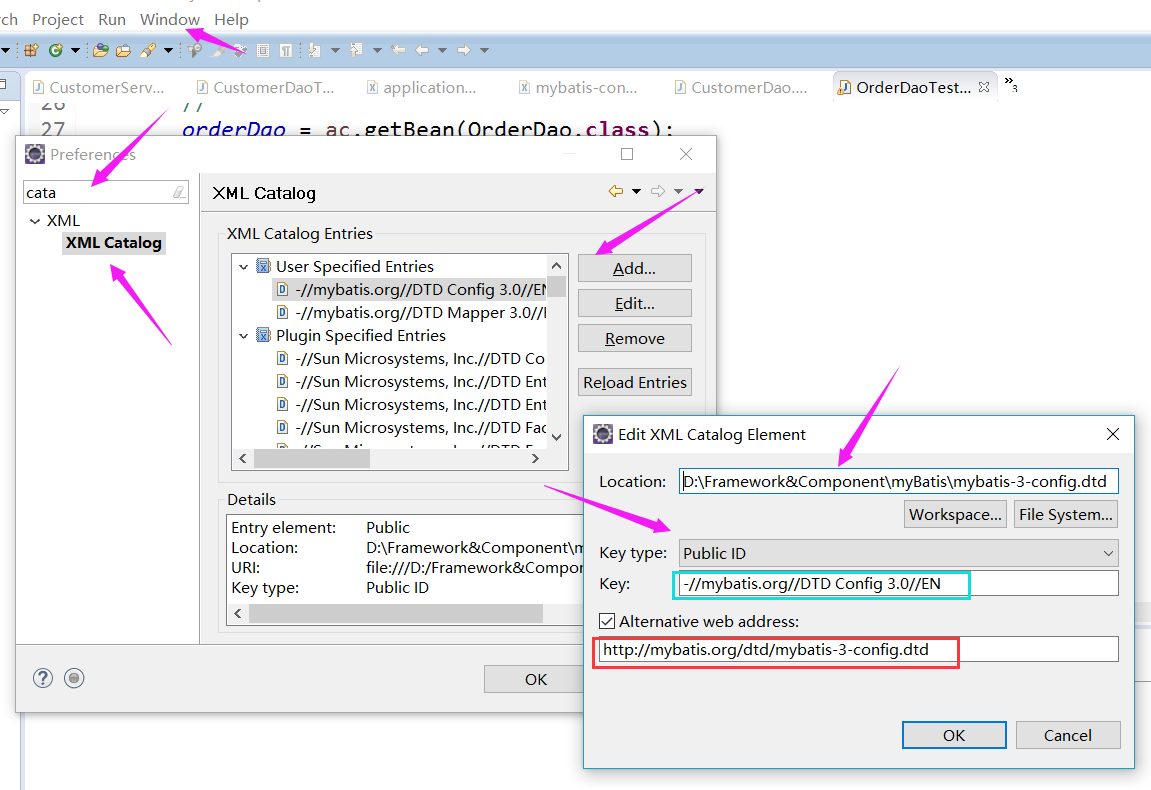 rch Project Run Window Help
CustomerServ... CustomerDaoT... application... mybatis-con... CustomerDao.... OrderDaoTest... »3
26 //
27 orderDao = ac.getBean(OrderDao.class);
Preferences
cata
XML
XML Catalog
XML Catalog
XML Catalog Entries
User Specified Entries
-//mybatis.org//DTD Config 3.0//EN
-//mybatis.org//DTD Mapper 3.0//
Plugin Specified Entries
-//Sun Microsystems, Inc.//DTD Co
-//Sun Microsystems, Inc.//DTD Ent
-//Sun Microsystems, Inc.//DTD Ent
-//Sun Microsystems, Inc.//DTD Fac
Add...
Edit...
Remove
Reload Entries
Details
Entry element: Public
Location: D:\Framework&Component\m
URI: file:///D:/Framework&Compor
Key type: Public ID
OK
Edit XML Catalog Element
Location: D:\Framework&Component\myBatis\mybatis-3-config.dtd
Workspace... File System...
Key type: Public ID
Key: -//mybatis.org//DTD Config 3.0//EN
Alternative web address:
http://mybatis.org/dtd/mybatis-3-config.dtd
OK Cancel